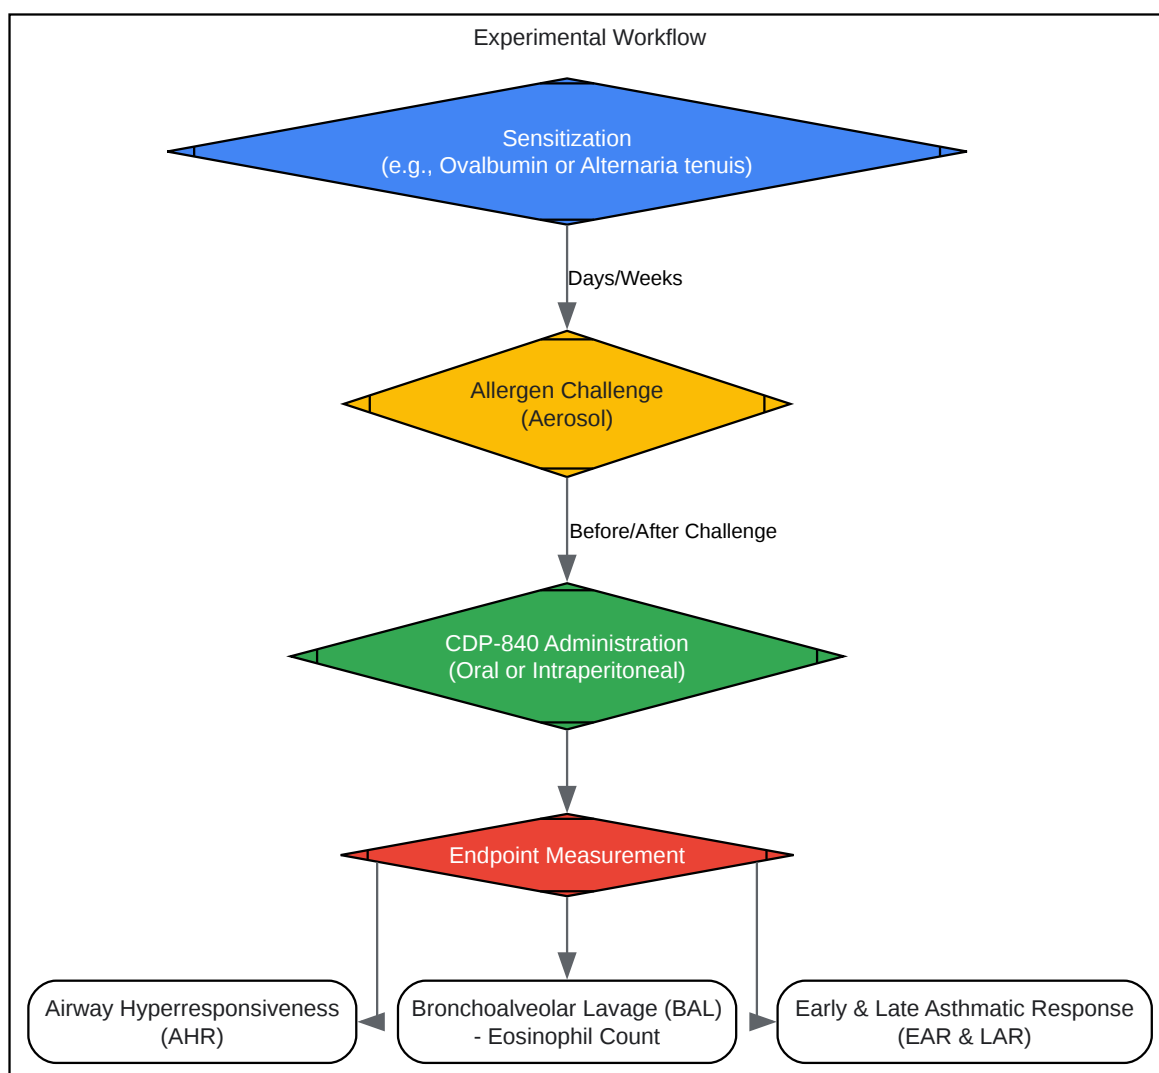 Experimental Workflow
Sensitization
(e.g., Ovalbumin or Alternaria tenuis)
Days/Weeks
Allergen Challenge
(Aerosol)
Before/After Challenge
CDP-840 Administration
(Oral or Intraperitoneal)
Endpoint Measurement
Airway Hyperresponsiveness
(AHR)
Bronchoalveolar Lavage (BAL)
- Eosinophil Count
Early & Late Asthmatic Response
(EAR & LAR)